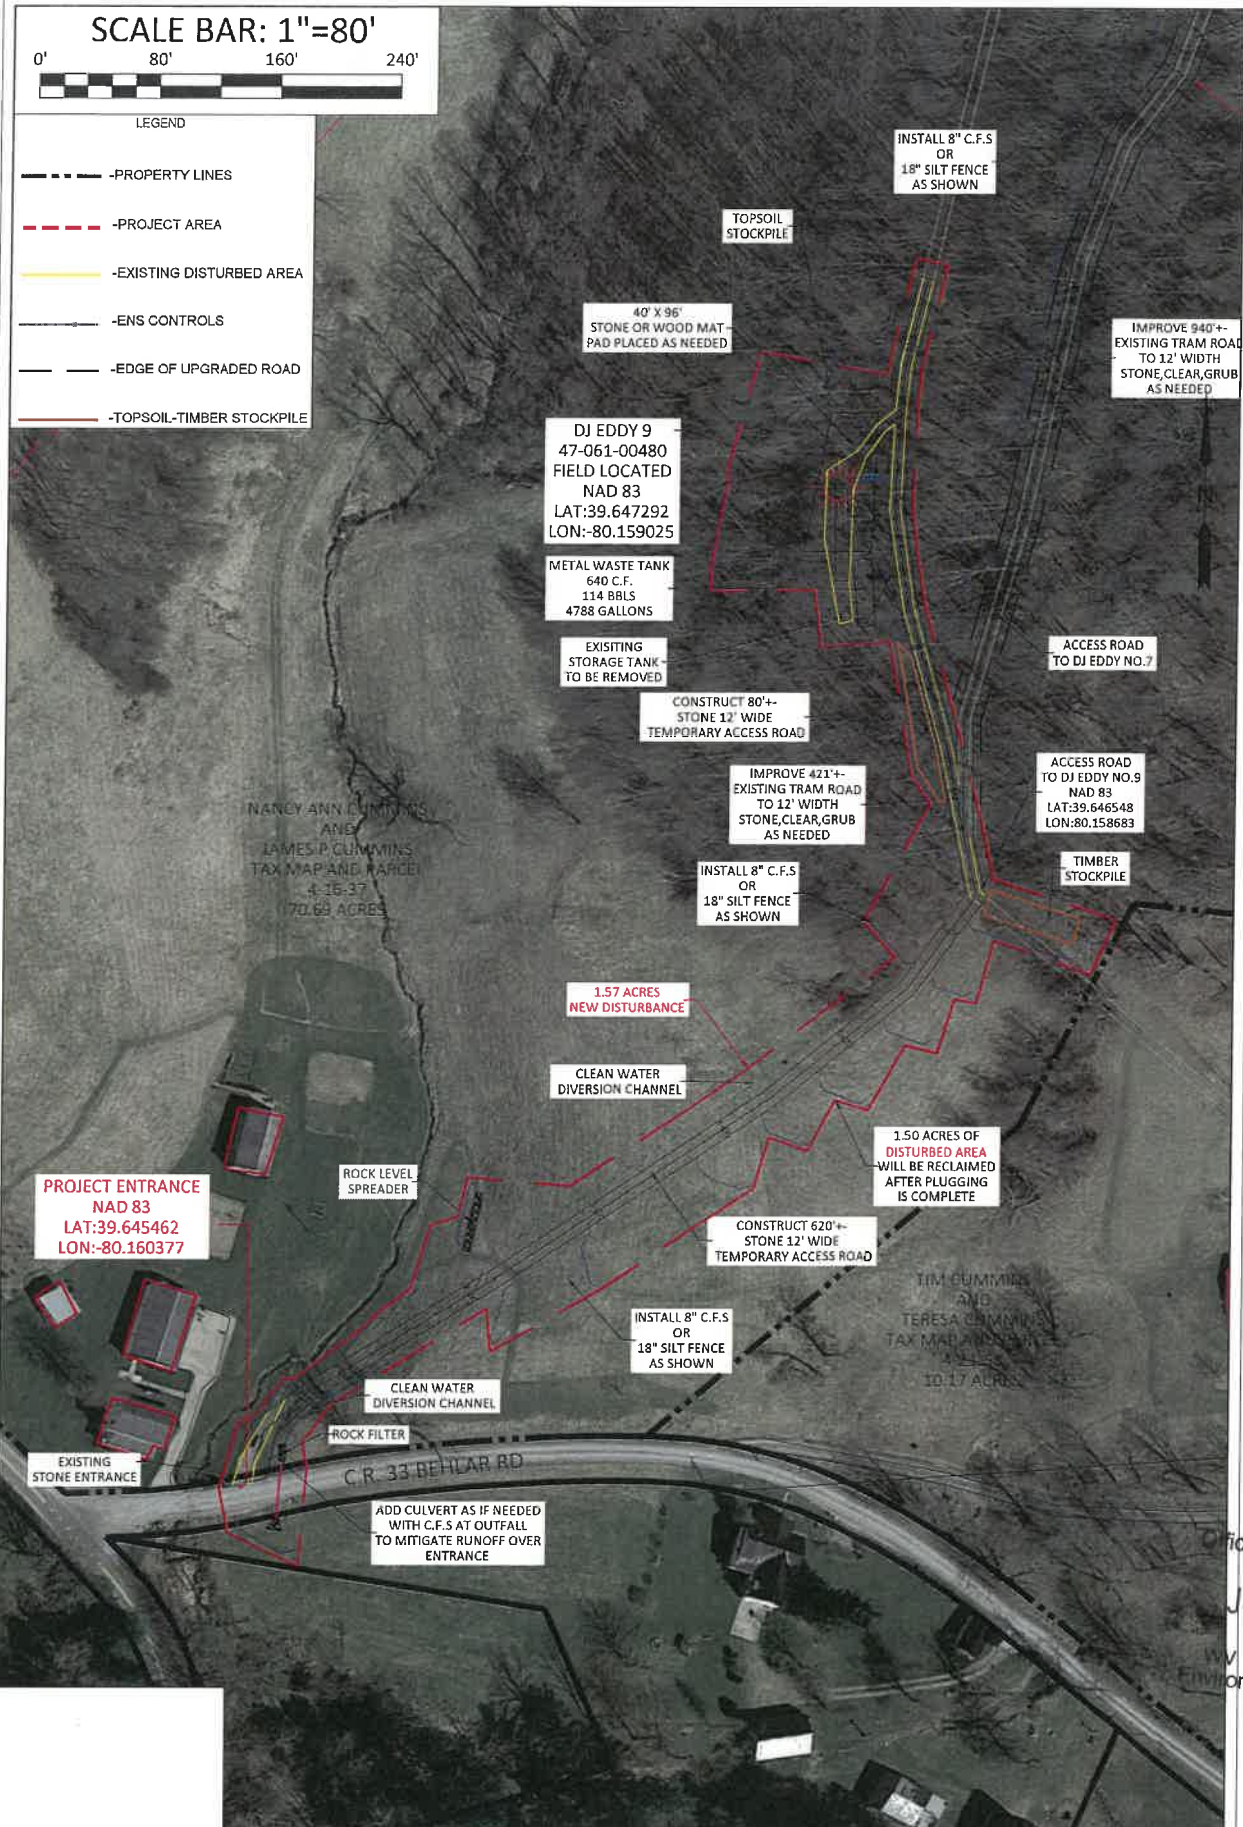 SCALE BAR: 1"=80'
0' 80' 160' 240'
LEGEND
-PROPERTY LINES
-PROJECT AREA
-EXISTING DISTURBED AREA
-ENS CONTROLS
-EDGE OF UPGRADED ROAD
-TOPSOIL-TIMBER STOCKPILE
INSTALL 8" C.F.S
OR
18" SILT FENCE
AS SHOWN
TOPSOIL
STOCKPILE
40' X 96'
STONE OR WOOD MAT
PAD PLACED AS NEEDED
IMPROVE 940'+-
EXISTING TRAM ROAD
TO 12' WIDTH
STONE,CLEAR,GRUB
AS NEEDED
DJ EDDY 9
47-061-00480
FIELD LOCATED
NAD 83
LAT:39.647292
LON:-80.159025
N
METAL WASTE TANK
640 C.F.
114 BBLS
4788 GALLONS
EXISITING
STORAGE TANK
TO BE REMOVED
ACCESS ROAD
TO DJ EDDY NO.7
CONSTRUCT 80'+-
STONE 12' WIDE
TEMPORARY ACCESS ROAD
IMPROVE 421'+-
EXISTING TRAM ROAD
TO 12' WIDTH
STONE,CLEAR,GRUB
AS NEEDED
ACCESS ROAD
TO DJ EDDY NO.9
NAD 83
LAT:39.646548
LON:80.158683
NANCY ANN CUMMINS
AND
JAMES P CUMMINS
TAX MAP AND PARCEL
4-16-37
70.69 ACRES
INSTALL 8" C.F.S
OR
18" SILT FENCE
AS SHOWN
TIMBER
STOCKPILE
1.57 ACRES
NEW DISTURBANCE
CLEAN WATER
DIVERSION CHANNEL
1.50 ACRES OF
DISTURBED AREA
WILL BE RECLAIMED
AFTER PLUGGING
IS COMPLETE
ROCK LEVEL
SPREADER
PROJECT ENTRANCE
NAD 83
LAT:39.645462
LON:-80.160377
CONSTRUCT 620'+-
STONE 12' WIDE
TEMPORARY ACCESS ROAD
TIM CUMMINS
AND
TERESA CUMMINS
TAX MAP AND
10.17 ACRES
INSTALL 8" C.F.S
OR
18" SILT FENCE
AS SHOWN
CLEAN WATER
DIVERSION CHANNEL
ROCK FILTER
EXISTING
STONE ENTRANCE
C.R. 33 BEHLAR RD
ADD CULVERT AS IF NEEDED
WITH C.F.S AT OUTFALL
TO MITIGATE RUNOFF OVER
ENTRANCE